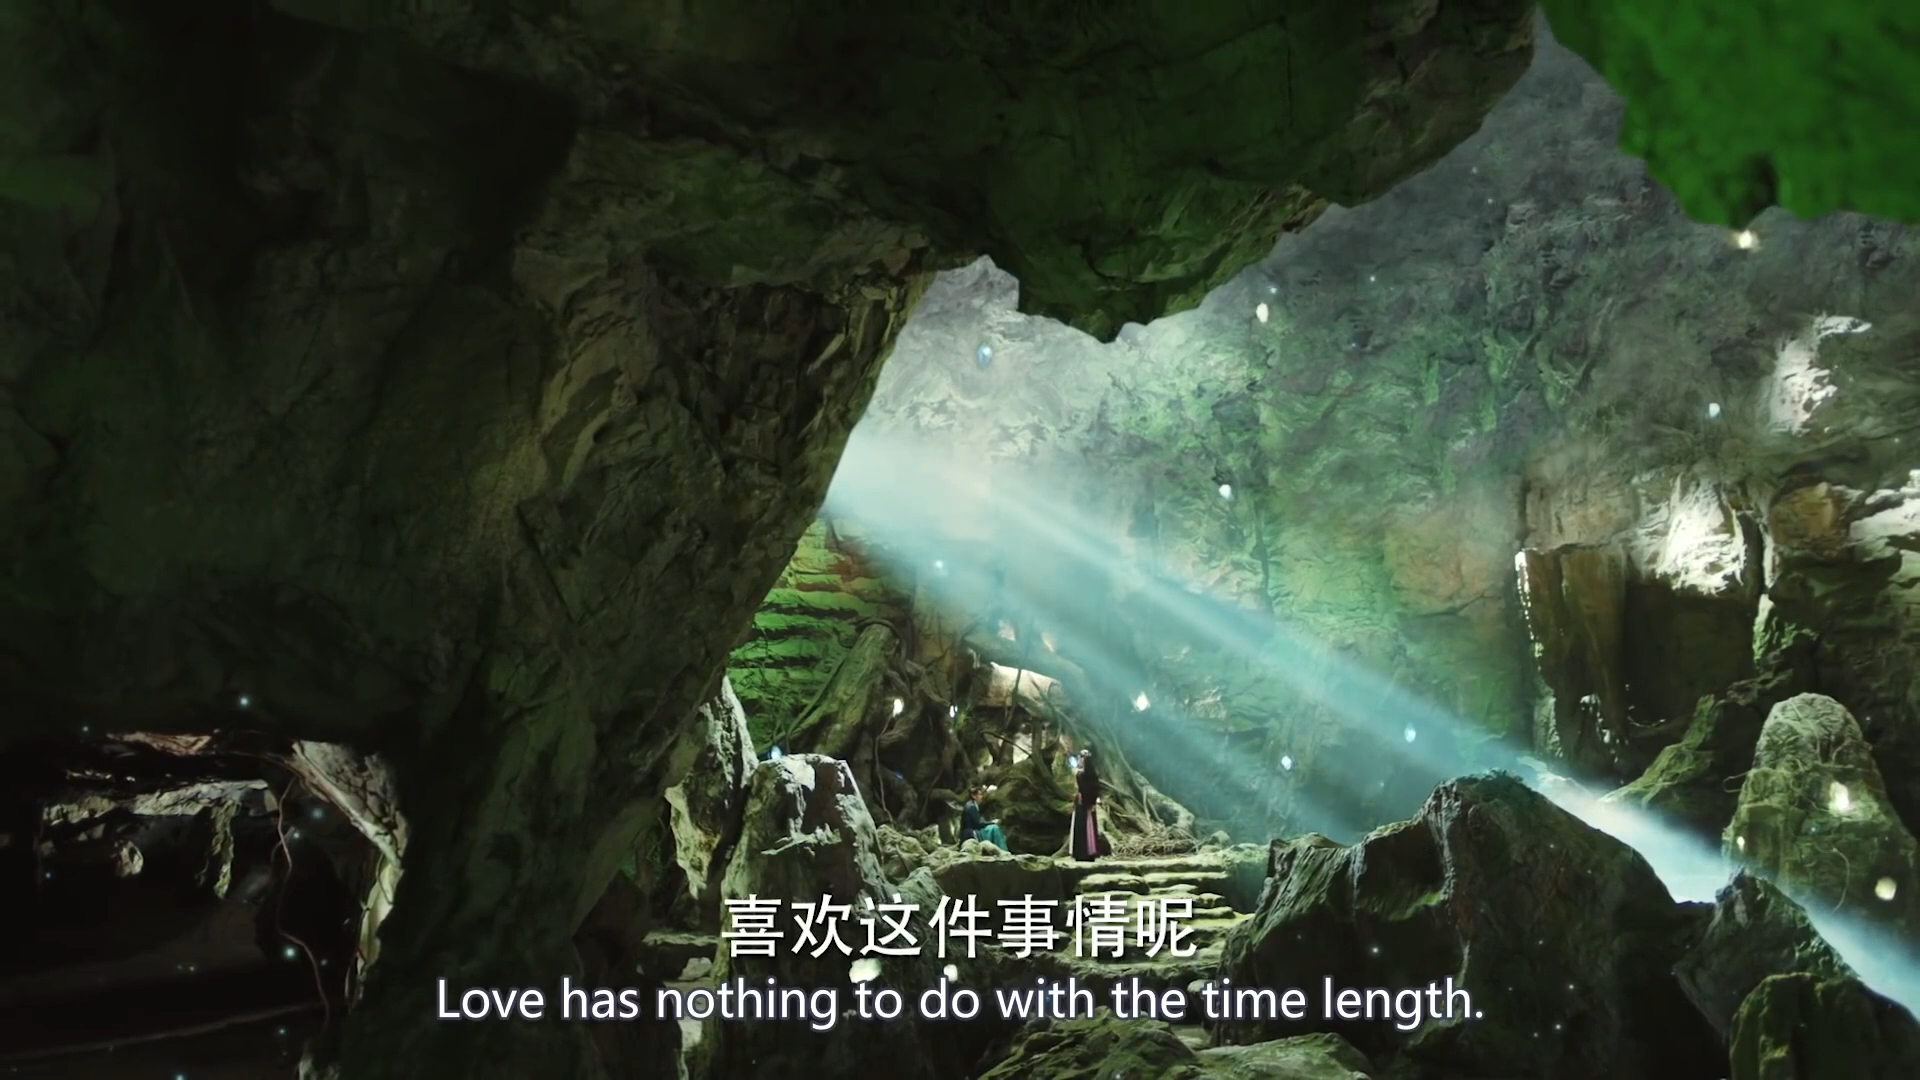 喜欢这件事情呢
Love has nothing to do with the time length.